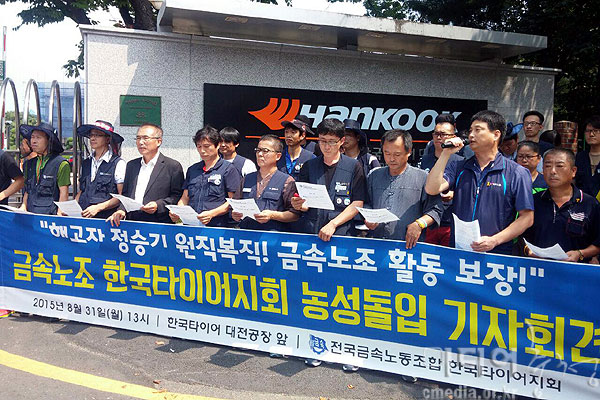 HANKOOK
"해고자 정승기 원직복직! 금속노조 활동 보장!"
금속노조 한국타이어지회 농성돌입 기자회견
2015년 8월 31일(월) 13시 | 한국타이어 대전공장 앞 | 전국금속노동조합 한국타이어지회
cmedia.or.kr